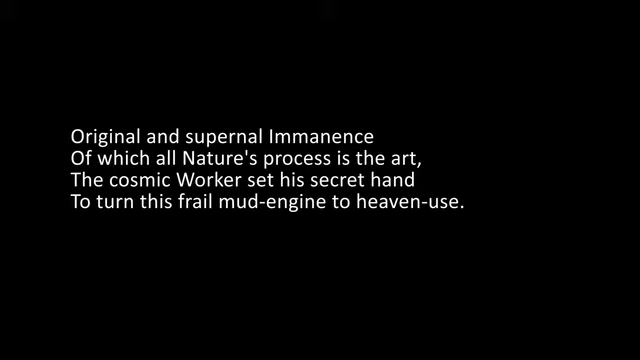 Original and supernal Immanence
Of which all Nature's process is the art,
The cosmic Worker set his secret hand
To turn this frail mud-engine to heaven-use.